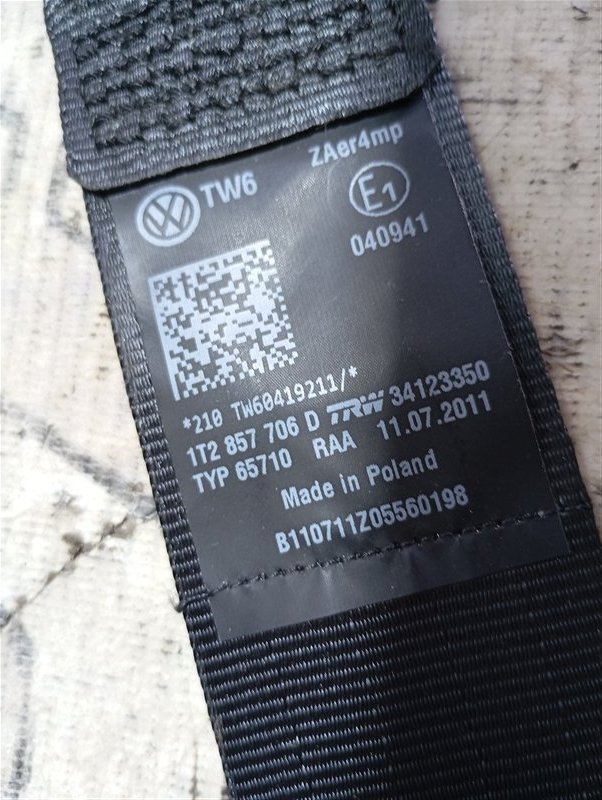 TW6 ZAer4mp
E1
040941
*210 TW60419211/*
1T2 857 706 D TRW 34123350
TYP 65710 RAA 11.07.2011
Made in Poland
B110711Z05560198